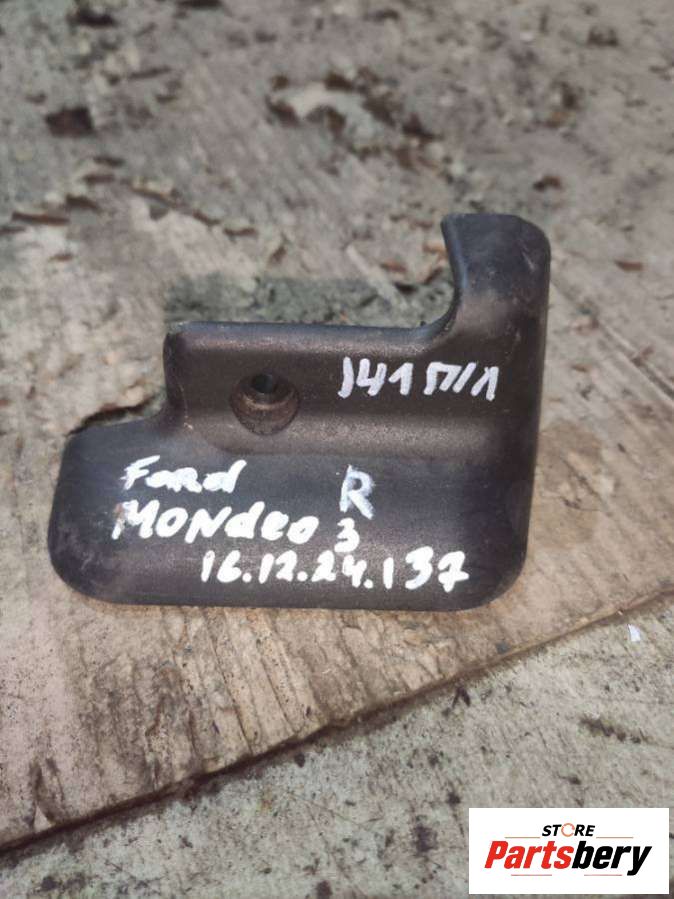 141 П/Л
Ford R
MONdeo 3
16.12.24.137
STORE
Partsbery